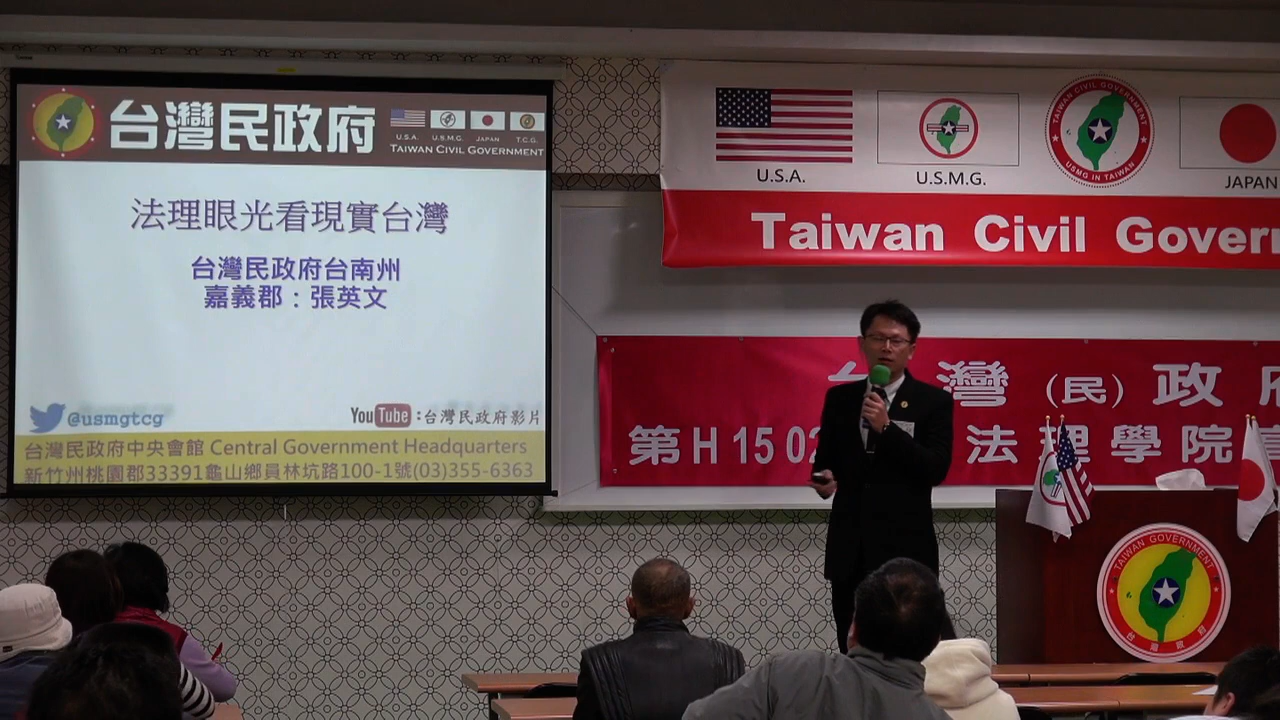 台灣民政府
U.S.A. U.S.M.G. JAPAN T.C.G.
TAIWAN CIVIL GOVERNMENT
法理眼光看現實台灣
台灣民政府台南州
嘉義郡：張英文
@usmgtcg
YouTube:台灣民政府影片
台灣民政府中央會館 Central Government Headquarters
新竹州桃園郡33391龜山鄉員林坑路100-1號(03)355-6363
TAIWAN CIVIL GOVERNMENT
USMG IN TAIWAN
U.S.A.
U.S.M.G.
JAPAN
Taiwan Civil Govern
灣(民)政
第H 15 02
法理學院
TAIWAN GOVERNMENT
台灣政府